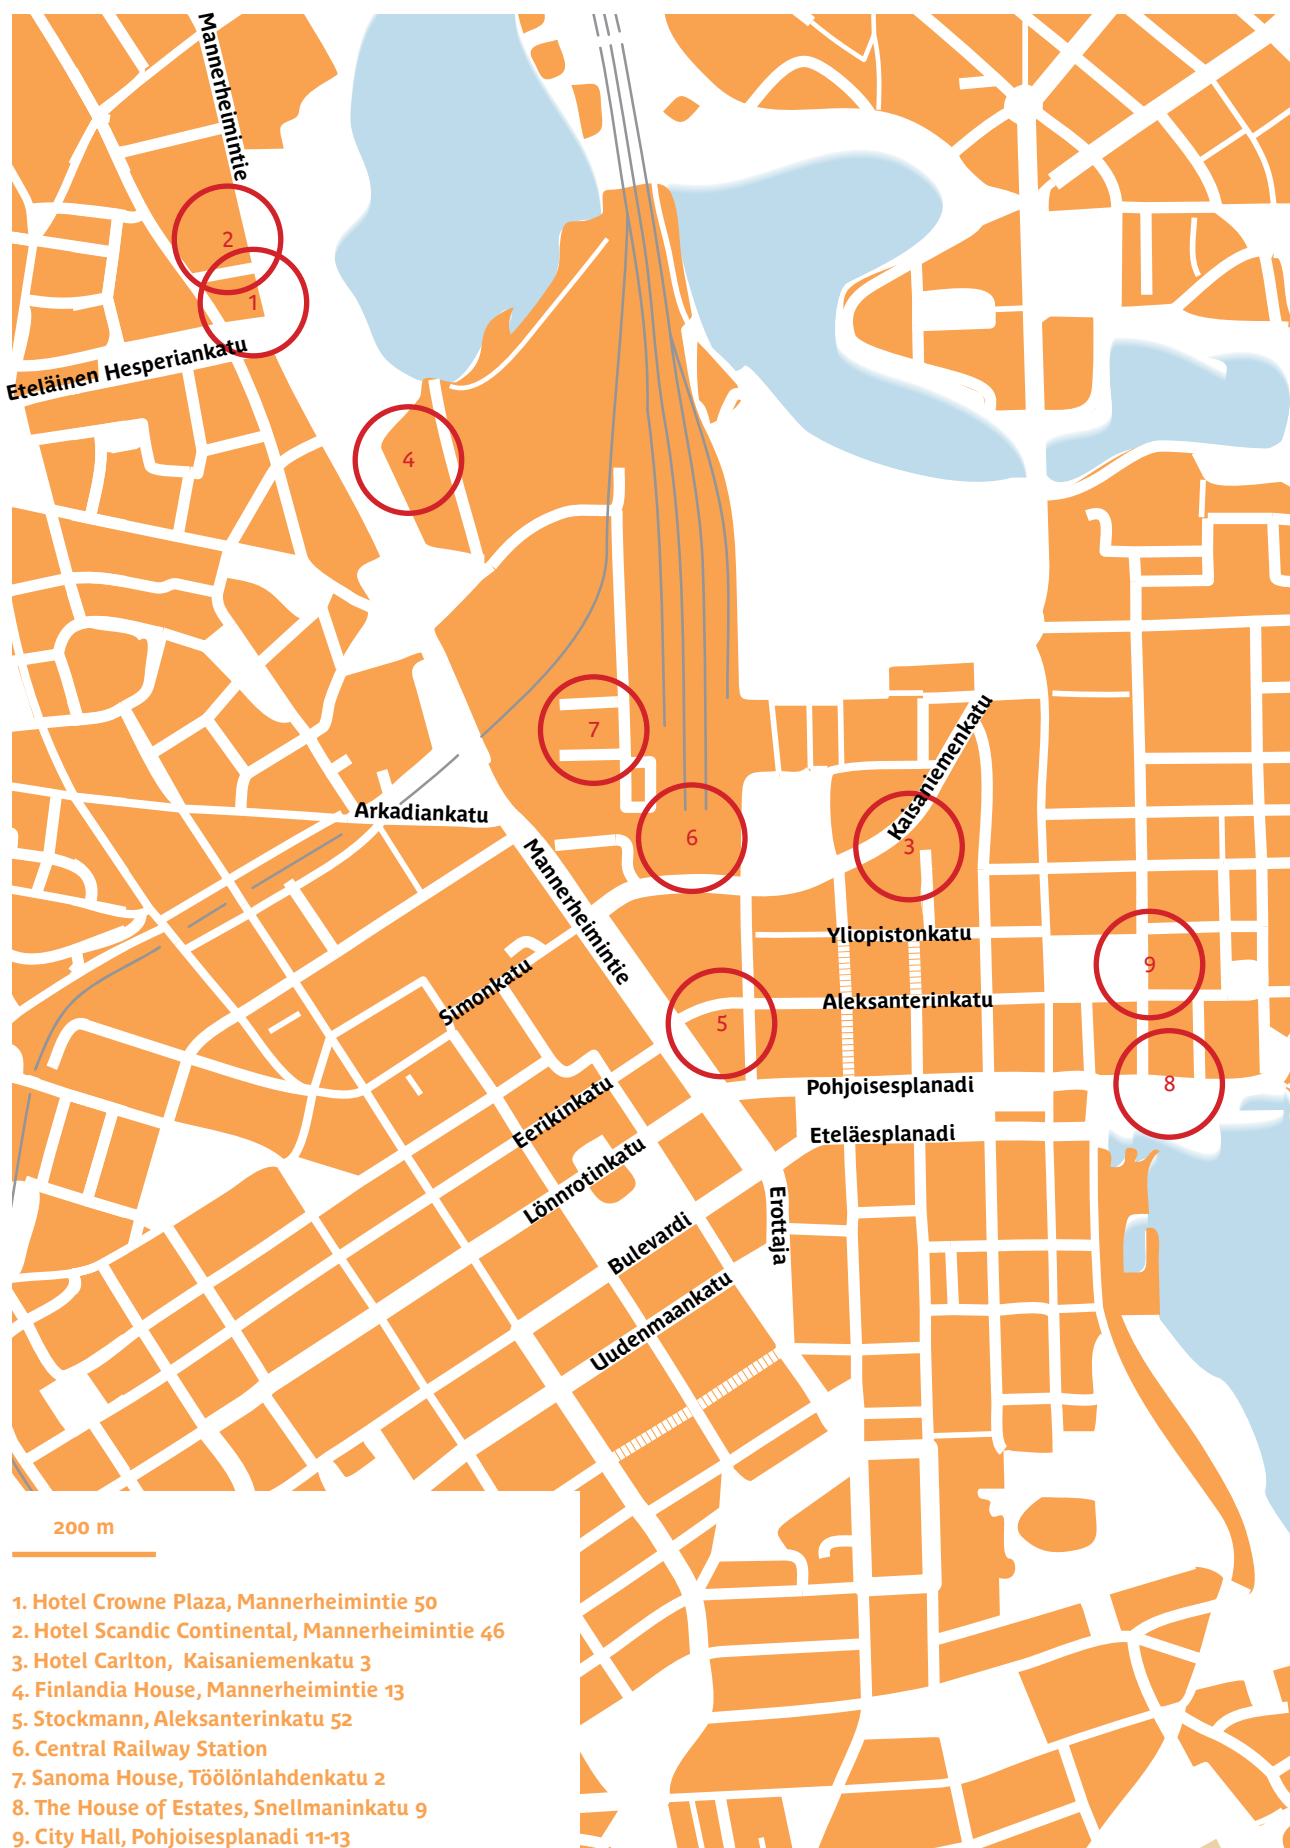 Mannerheimintie
2
1
Eteläinen Hesperiankatu
4
Kaisaniemenkatu
7
Arkadiankatu
6
3
Mannerheimintie
Yliopistonkatu
Simonkatu
9
Aleksanterinkatu
5
Pohjoisesplanadi
8
Eerikinkatu
Eteläesplanadi
Lönnrotinkatu
Erottaja
Bulevardi
Uudenmaankatu
200 m
1. Hotel Crowne Plaza, Mannerheimintie 50
2. Hotel Scandic Continental, Mannerheimintie 46
3. Hotel Carlton, Kaisaniemenkatu 3
4. Finlandia House, Mannerheimintie 13
5. Stockmann, Aleksanterinkatu 52
6. Central Railway Station
7. Sanoma House, Töölönlahdenkatu 2
8. The House of Estates, Snellmaninkatu 9
9. City Hall, Pohjoisesplanadi 11-13